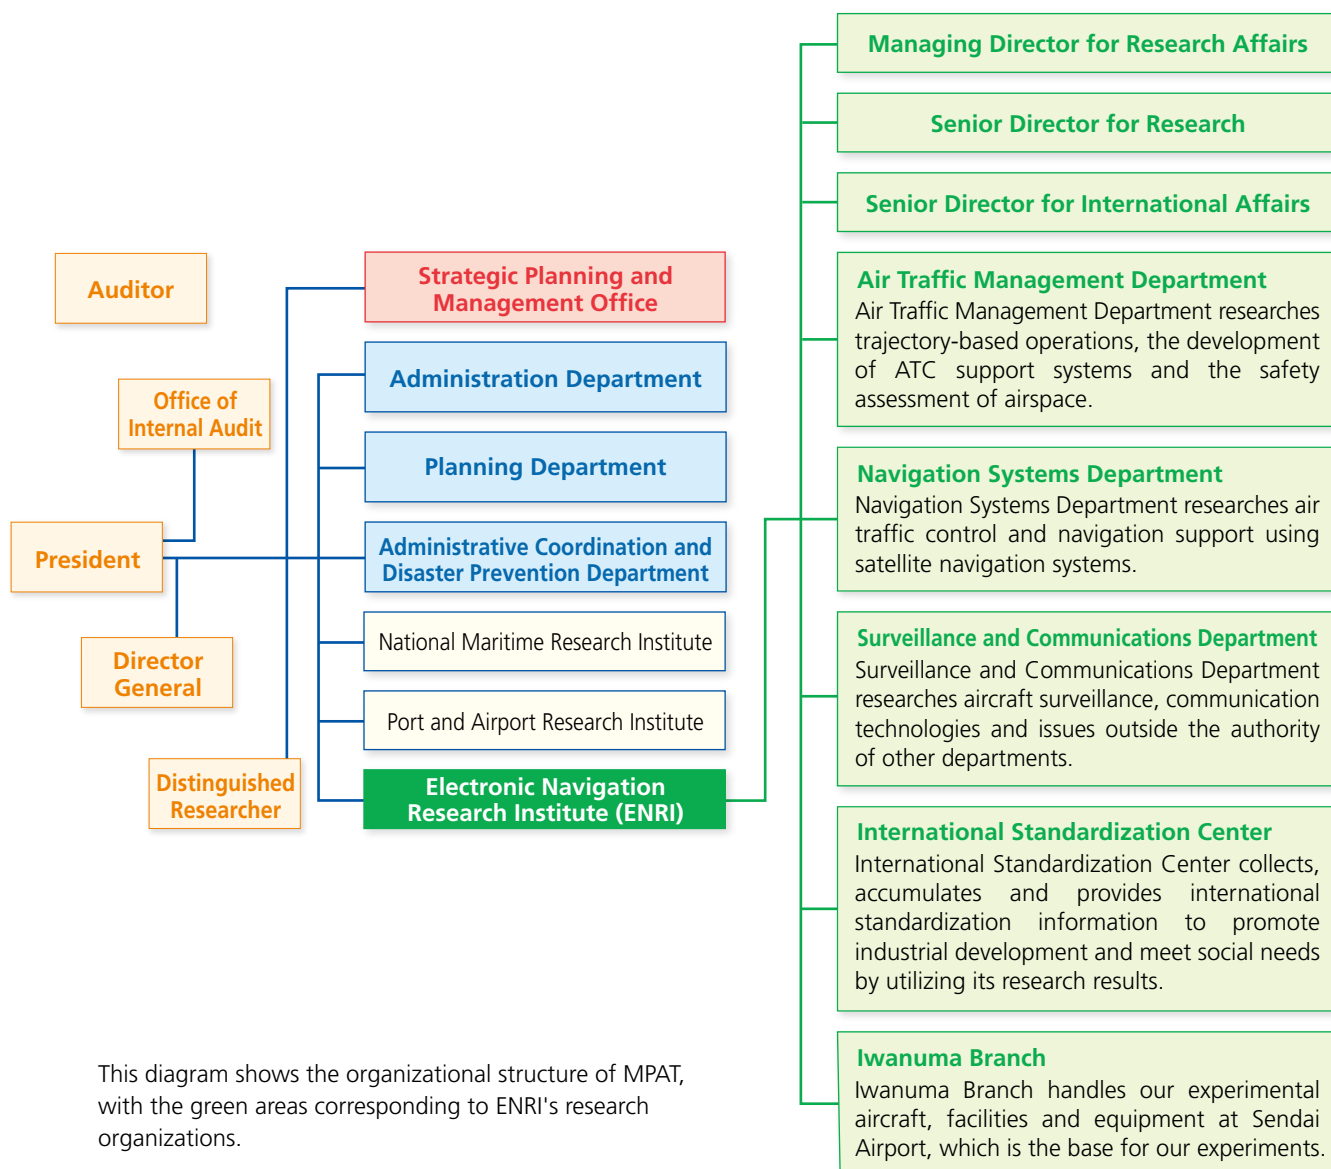 Auditor
Office of
Internal Audit
President
Director
General
Distinguished
Researcher
Strategic Planning and
Management Office
Administration Department
Planning Department
Administrative Coordination and
Disaster Prevention Department
National Maritime Research Institute
Port and Airport Research Institute
Electronic Navigation
Research Institute (ENRI)
Managing Director for Research Affairs
Senior Director for Research
Senior Director for International Affairs
Air Traffic Management Department
Air Traffic Management Department researches
trajectory-based operations, the development
of ATC support systems and the safety
assessment of airspace.
Navigation Systems Department
Navigation Systems Department researches air
traffic control and navigation support using
satellite navigation systems.
Surveillance and Communications Department
Surveillance and Communications Department
researches aircraft surveillance, communication
technologies and issues outside the authority
of other departments.
International Standardization Center
International Standardization Center collects,
accumulates and provides international
standardization information to promote
industrial development and meet social needs
by utilizing its research results.
Iwanuma Branch
Iwanuma Branch handles our experimental
aircraft, facilities and equipment at Sendai
Airport, which is the base for our experiments.
This diagram shows the organizational structure of MPAT,
with the green areas corresponding to ENRI's research
organizations.